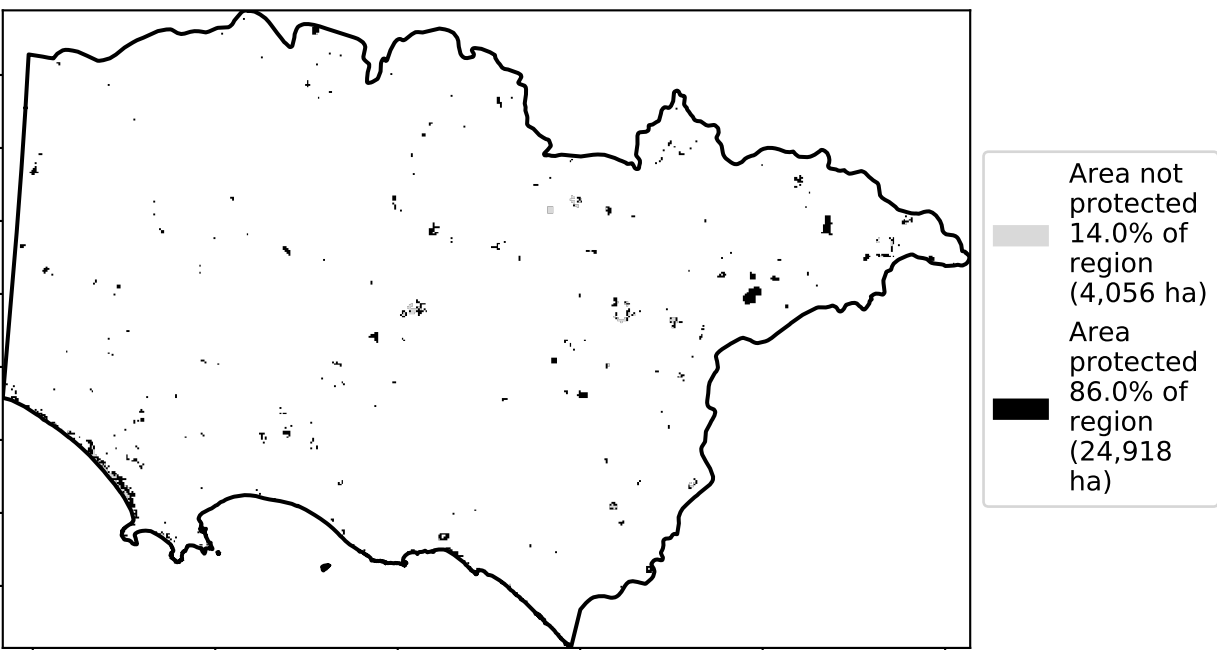 Area not
protected
14.0% of
region
(4,056 ha)
Area
protected
86.0% of
region
(24,918
ha)